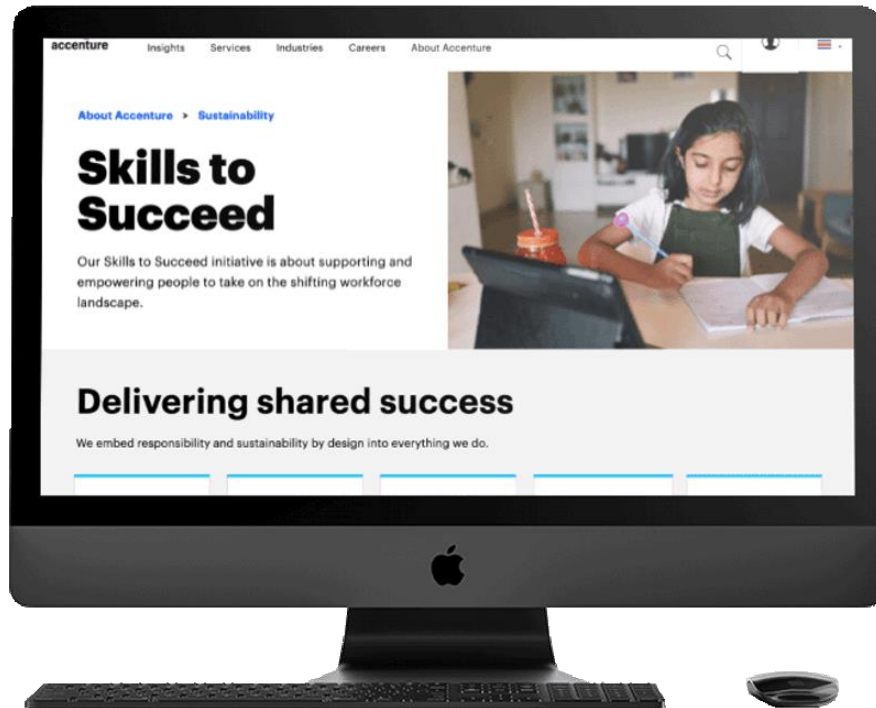 accenture Insights Services Industries Careers About Accenture
About Accenture > Sustainability
Skills to
Succeed
Our Skills to Succeed initiative is about supporting and
empowering people to take on the shifting workforce
landscape.
Delivering shared success
We embed responsibility and sustainability by design into everything we do.